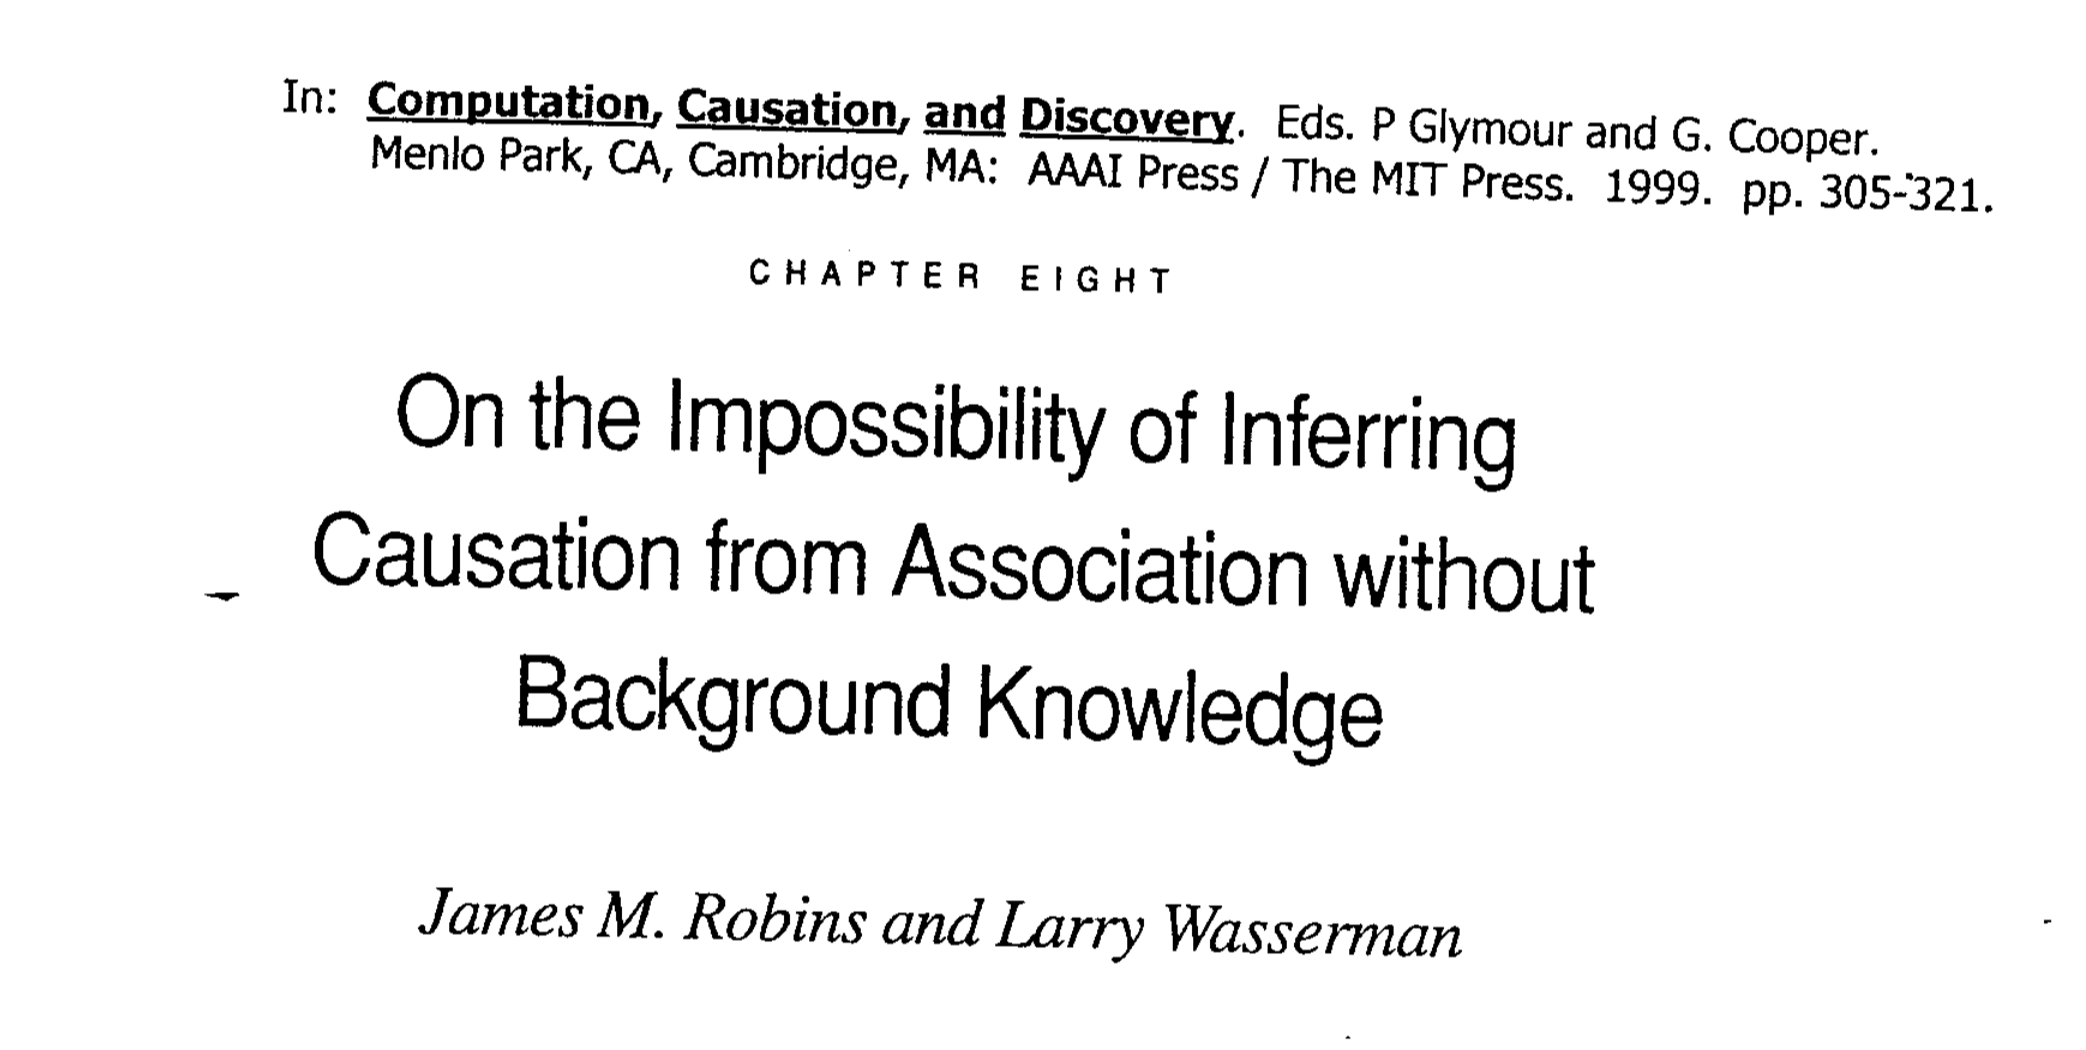 In: Computation, Causation, and Discovery. Eds. P Glymour and G. Cooper.
Menlo Park, CA, Cambridge, MA: AAAI Press / The MIT Press. 1999. pp. 305-321.
CHAPTER EIGHT
On the Impossibility of Inferring
Causation from Association without
Background Knowledge
James M. Robins and Larry Wasserman